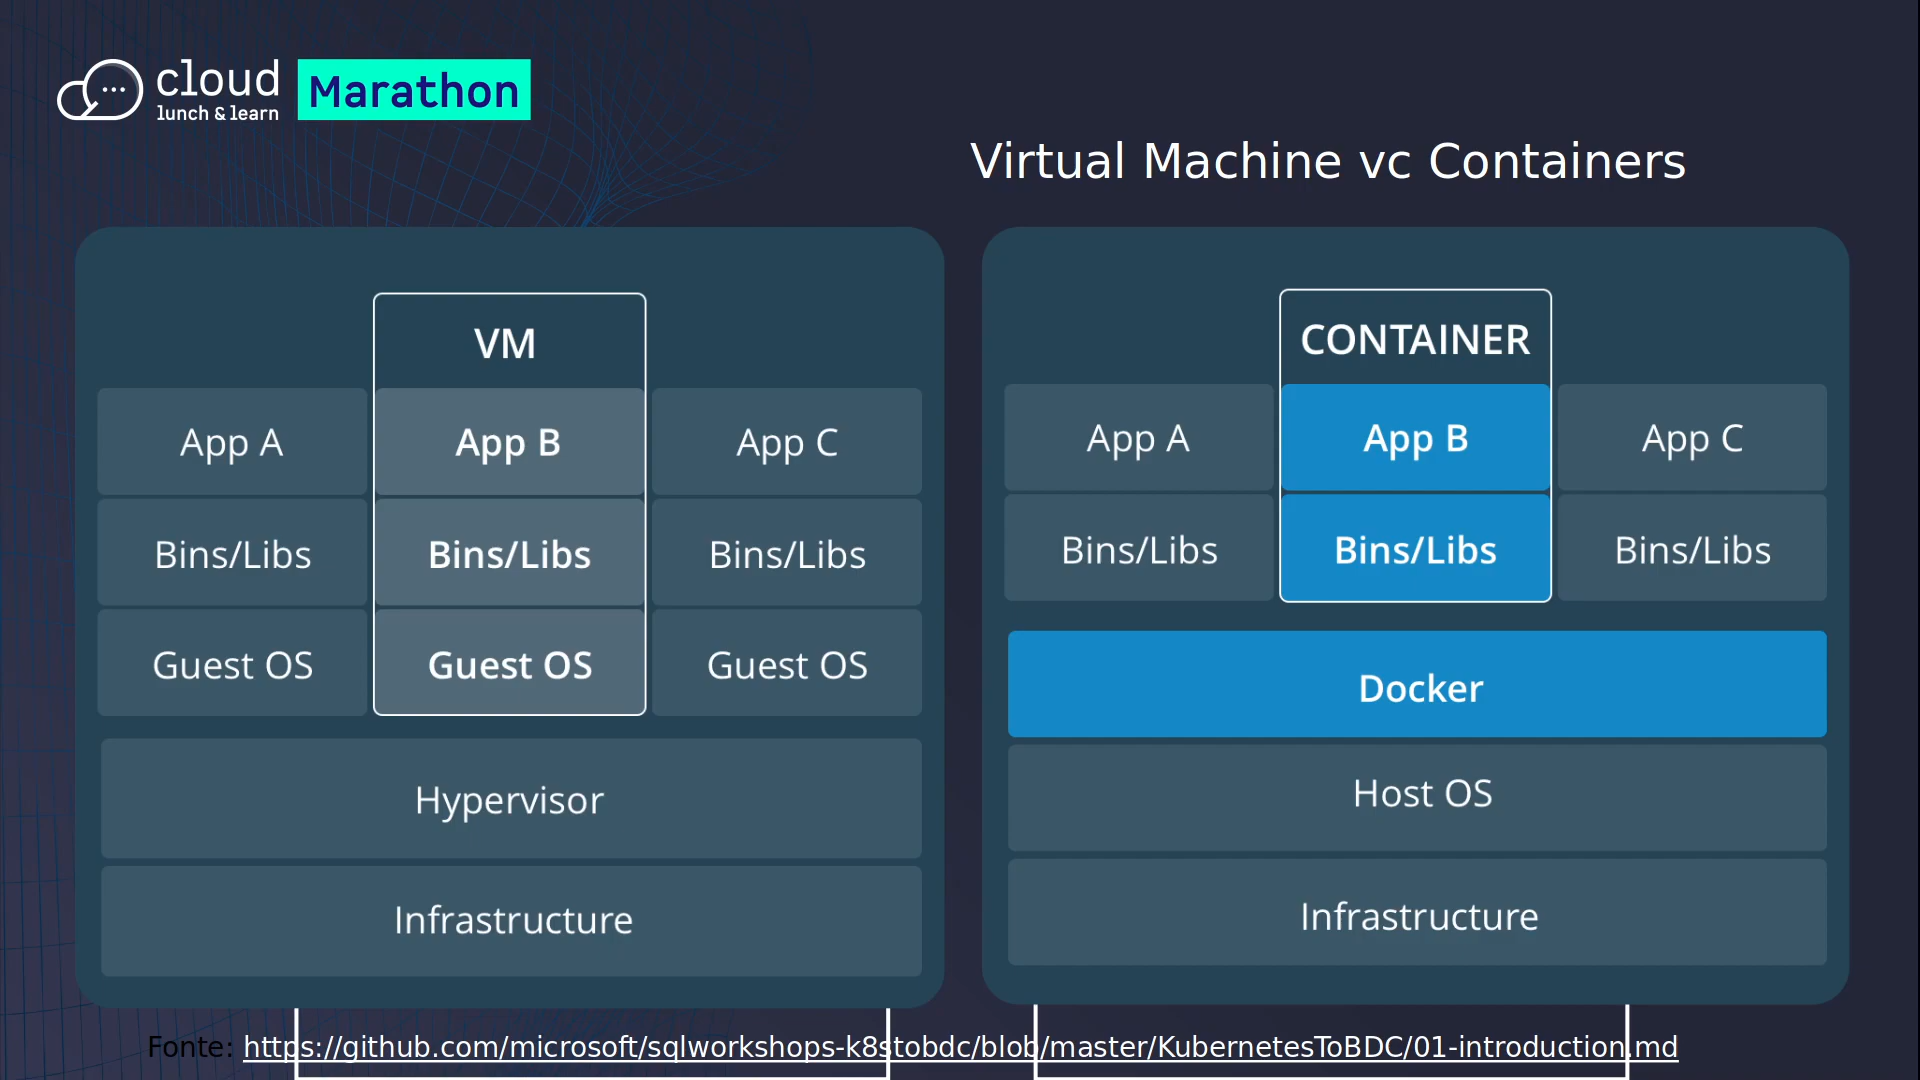 cloud
lunch & learn
Marathon
Virtual Machine vc Containers
VM
App A App B App C
Bins/Libs Bins/Libs Bins/Libs
Guest OS Guest OS Guest OS
Hypervisor
Infrastructure
CONTAINER
App A App B App C
Bins/Libs Bins/Libs Bins/Libs
Docker
Host OS
Infrastructure
Fonte: https://github.com/microsoft/sqlworkshops-k8stobdc/blob/master/KubernetesToBDC/01-introduction.md